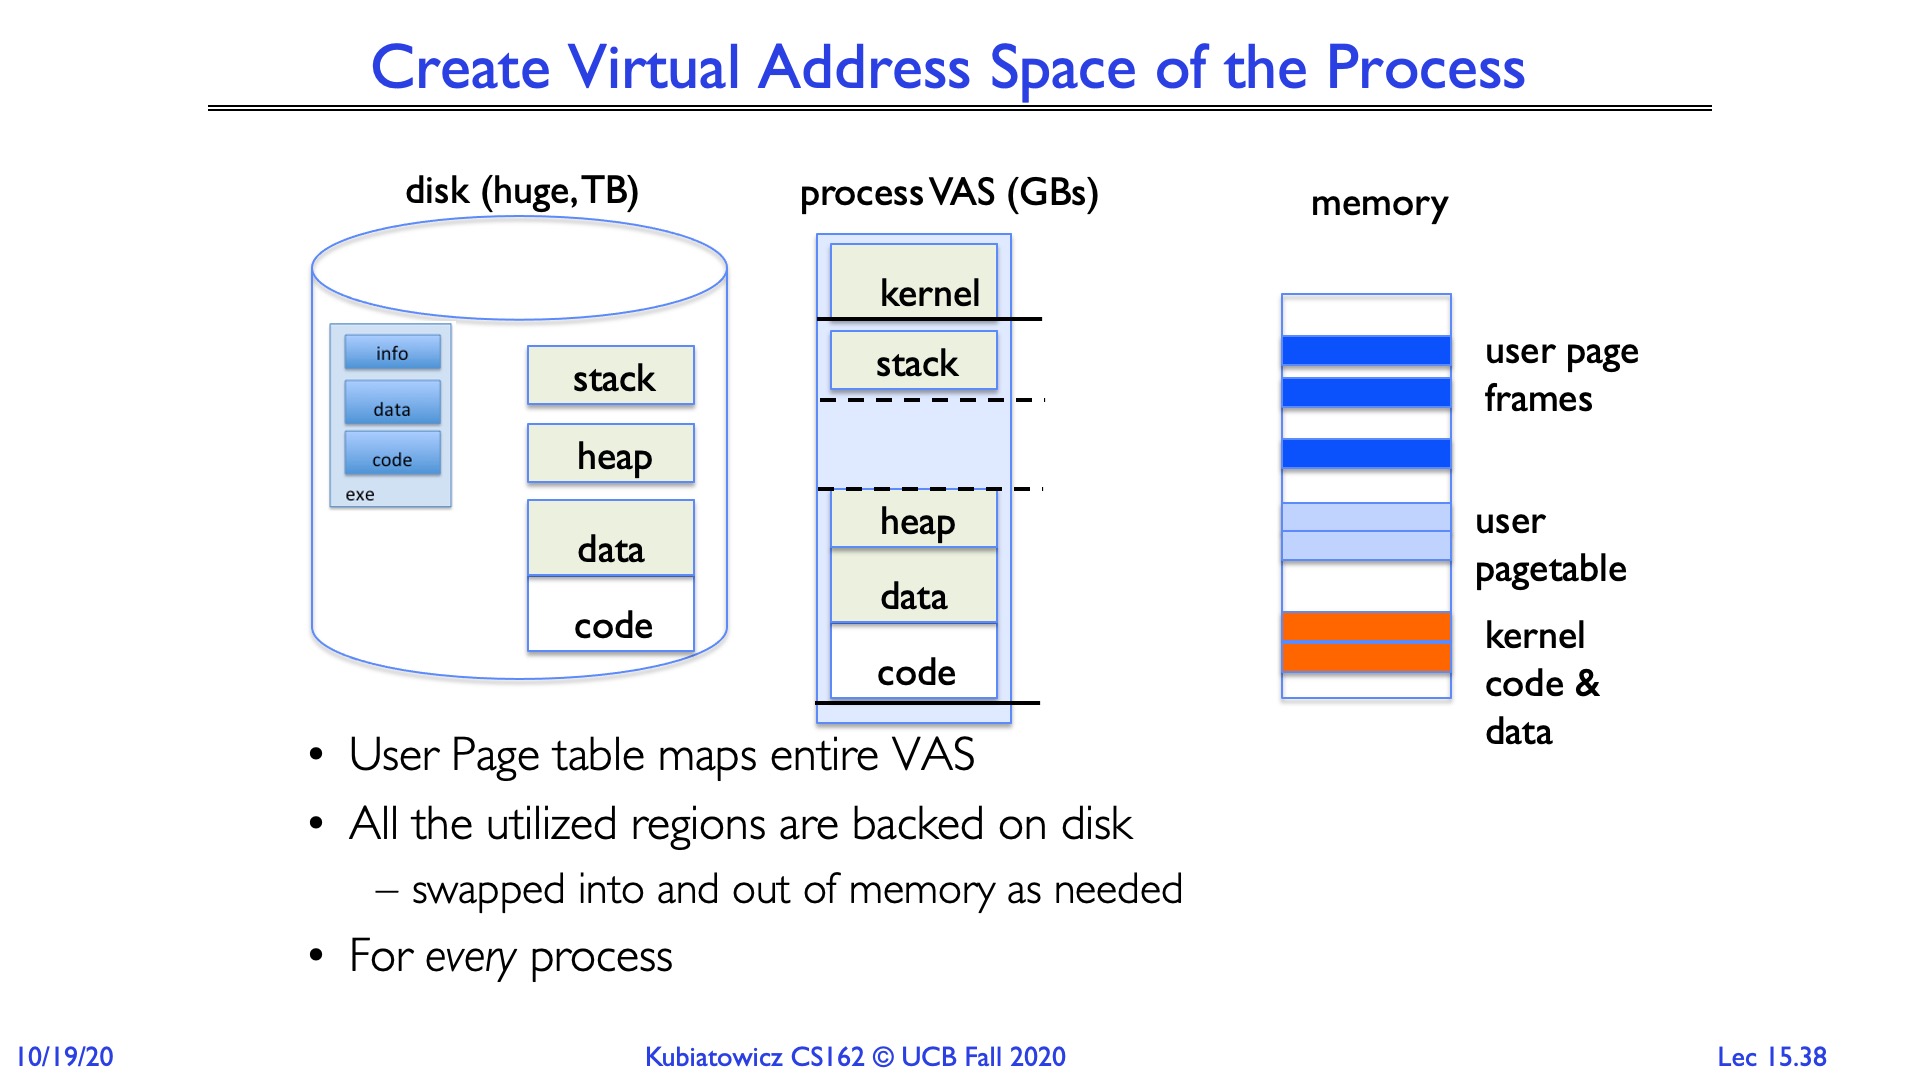 Create Virtual Address Space of the Process
disk (huge, TB)
info
data
code
exe
stack
heap
data
code
process VAS (GBs)
kernel
stack
heap
data
code
memory
user page
frames
user
pagetable
kernel
code &
data
• User Page table maps entire VAS
• All the utilized regions are backed on disk
– swapped into and out of memory as needed
• For every process
10/19/20
Kubiatowicz CS162 © UCB Fall 2020
Lec 15.38